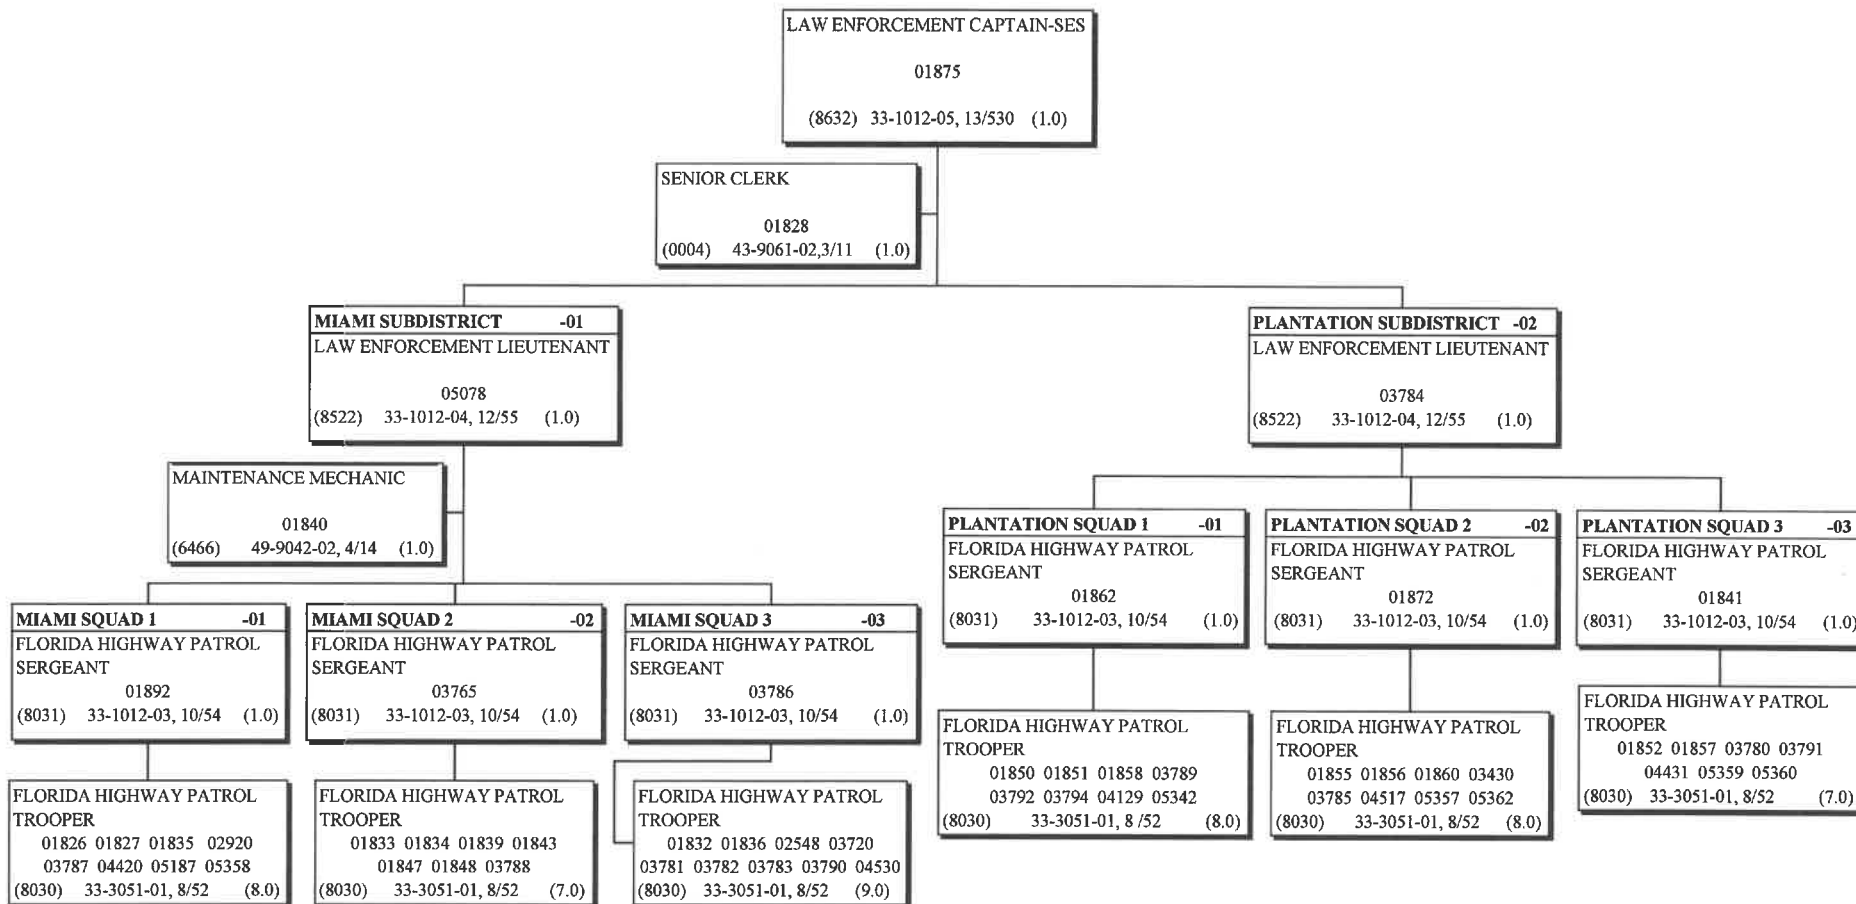 LAW ENFORCEMENT CAPTAIN-SES
01875
(8632) 33-1012-05, 13/530 (1.0)
SENIOR CLERK
01828
(0004) 43-9061-02,3/11 (1.0)
MIAMI SUBDISTRICT -01
LAW ENFORCEMENT LIEUTENANT
05078
(8522) 33-1012-04, 12/55 (1.0)
PLANTATION SUBDISTRICT -02
LAW ENFORCEMENT LIEUTENANT
03784
(8522) 33-1012-04, 12/55 (1.0)
MAINTENANCE MECHANIC
01840
(6466) 49-9042-02, 4/14 (1.0)
MIAMI SQUAD 1 -01
FLORIDA HIGHWAY PATROL
SERGEANT
01892
(8031) 33-1012-03, 10/54 (1.0)
MIAMI SQUAD 2 -02
FLORIDA HIGHWAY PATROL
SERGEANT
03765
(8031) 33-1012-03, 10/54 (1.0)
MIAMI SQUAD 3 -03
FLORIDA HIGHWAY PATROL
SERGEANT
03786
(8031) 33-1012-03, 10/54 (1.0)
PLANTATION SQUAD 1 -01
FLORIDA HIGHWAY PATROL
SERGEANT
01862
(8031) 33-1012-03, 10/54 (1.0)
PLANTATION SQUAD 2 -02
FLORIDA HIGHWAY PATROL
SERGEANT
01872
(8031) 33-1012-03, 10/54 (1.0)
PLANTATION SQUAD 3 -03
FLORIDA HIGHWAY PATROL
SERGEANT
01841
(8031) 33-1012-03, 10/54 (1.0)
FLORIDA HIGHWAY PATROL
TROOPER
01826 01827 01835 02920
03787 04420 05187 05358
(8030) 33-3051-01, 8/52 (8.0)
FLORIDA HIGHWAY PATROL
TROOPER
01833 01834 01839 01843
01847 01848 03788
(8030) 33-3051-01, 8/52 (7.0)
FLORIDA HIGHWAY PATROL
TROOPER
01832 01836 02548 03720
03781 03782 03783 03790 04530
(8030) 33-3051-01, 8/52 (9.0)
FLORIDA HIGHWAY PATROL
TROOPER
01850 01851 01858 03789
03792 03794 04129 05342
(8030) 33-3051-01, 8 /52 (8.0)
FLORIDA HIGHWAY PATROL
TROOPER
01855 01856 01860 03430
03785 04517 05357 05362
(8030) 33-3051-01, 8/52 (8.0)
FLORIDA HIGHWAY PATROL
TROOPER
01852 01857 03780 03791
04431 05359 05360
(8030) 33-3051-01, 8/52 (7.0)